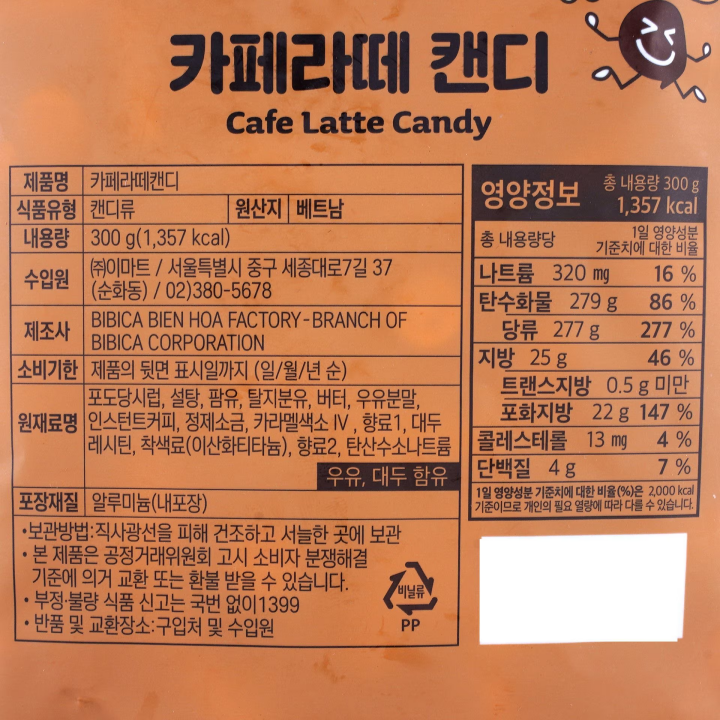 카페라떼 캔디
Cafe Latte Candy
제품명 카페라떼캔디
식품유형 캔디류 원산지 베트남
내용량 300 g(1,357 kcal)
수입원 ㈜이마트 / 서울특별시 중구 세종대로7길 37
(순화동) / 02)380-5678
제조사 BIBICA BIEN HOA FACTORY-BRANCH OF
BIBICA CORPORATION
소비기한 제품의 뒷면 표시일까지 (일/월/년 순)
원재료명 포도당시럽, 설탕, 팜유, 탈지분유, 버터, 우유분말,
인스턴트커피, 정제소금, 카라멜색소 Ⅳ, 향료1, 대두
레시틴, 착색료(이산화티타늄), 향료2, 탄산수소나트륨
우유, 대두 함유
포장재질 알루미늄(내포장)
•보관방법:직사광선을 피해 건조하고 서늘한 곳에 보관
• 본 제품은 공정거래위원회 고시 소비자 분쟁해결
기준에 의거 교환 또는 환불 받을 수 있습니다.
• 부정·불량 식품 신고는 국번 없이1399
• 반품 및 교환장소:구입처 및 수입원
비닐류
PP
영양정보 총 내용량 300 g
1,357 kcal
총 내용량당 1일 영양성분
기준치에 대한 비율
나트륨 320 mg 16 %
탄수화물 279 g 86 %
당류 277 g 277 %
지방 25 g 46 %
트랜스지방 0.5 g 미만
포화지방 22 g 147 %
콜레스테롤 13 mg 4 %
단백질 4 g 7 %
1일 영양성분 기준치에 대한 비율(%)은 2,000 kcal
기준이므로 개인의 필요 열량에 따라 다를 수 있습니다.